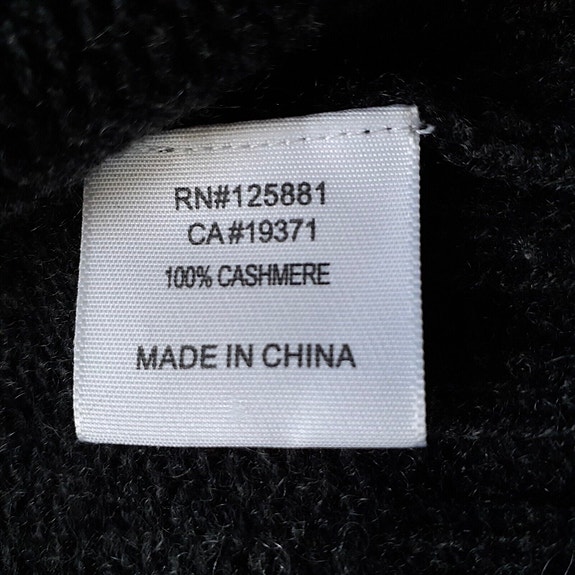 RN#125881
CA#19371
100% CASHMERE
MADE IN CHINA